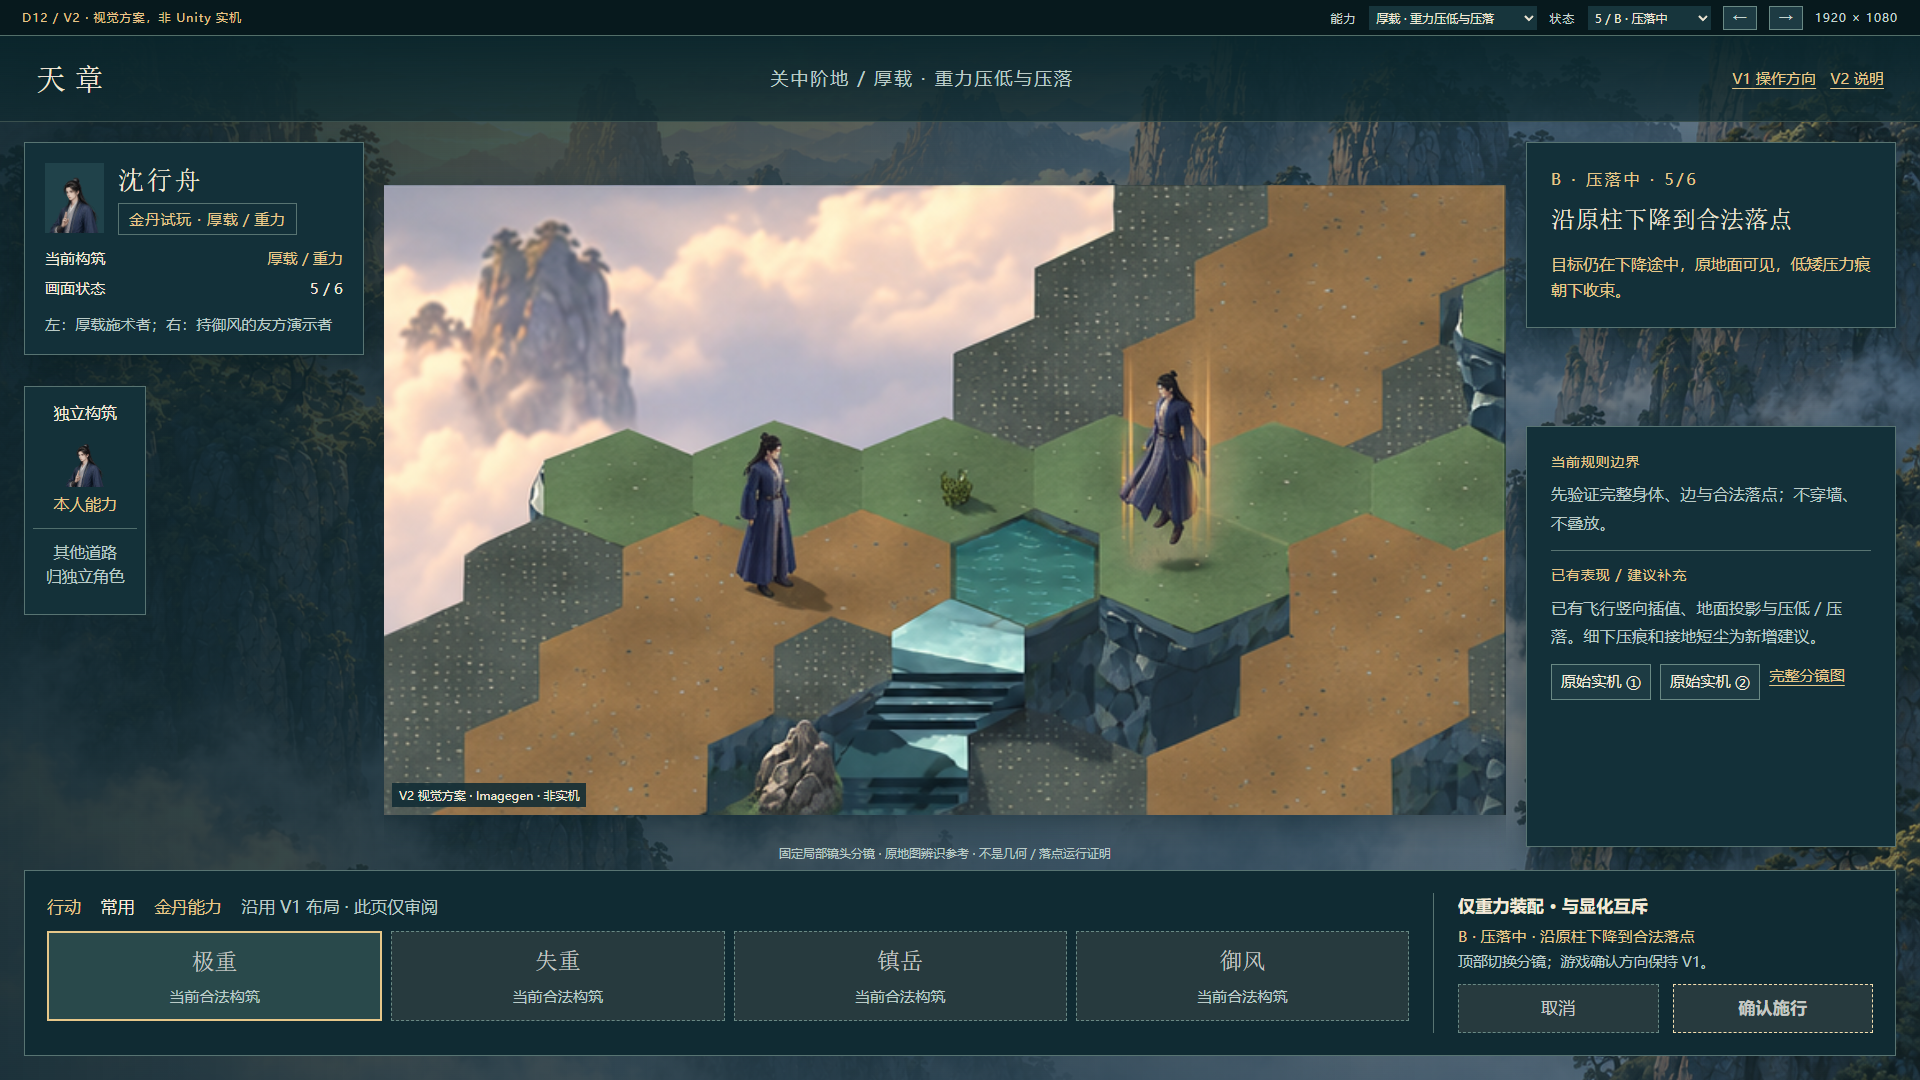 D12 / V2 · 视觉方案，非 Unity 实机
能力 厚载 · 重力压低与压落 状态 5 / B · 压落中 ← → 1920 × 1080
天章
关中阶地 / 厚载 · 重力压低与压落
V1 操作方向 V2 说明
沈行舟
金丹试玩 · 厚载 / 重力
当前构筑 厚载 / 重力
画面状态 5 / 6
左：厚载施术者；右：持御风的友方演示者
独立构筑
本人能力
其他道路
归独立角色
V2 视觉方案 · Imagegen · 非实机
固定局部镜头分镜 · 原地图辨识参考 · 不是几何 / 落点运行证明
B · 压落中 · 5/6
沿原柱下降到合法落点
目标仍在下降途中，原地面可见，低矮压力痕
朝下收束。
当前规则边界
先验证完整身体、边与合法落点；不穿墙、
不叠放。
已有表现 / 建议补充
已有飞行竖向插值、地面投影与压低 / 压
落。细下压痕和接地短尘为新增建议。
原始实机 ① 原始实机 ② 完整分镜图
行动 常用 金丹能力 沿用 V1 布局 · 此页仅审阅
极重
当前合法构筑
失重
当前合法构筑
镇岳
当前合法构筑
御风
当前合法构筑
仅重力装配 · 与显化互斥
B · 压落中 · 沿原柱下降到合法落点
顶部切换分镜；游戏确认方向保持 V1。
取消 确认施行